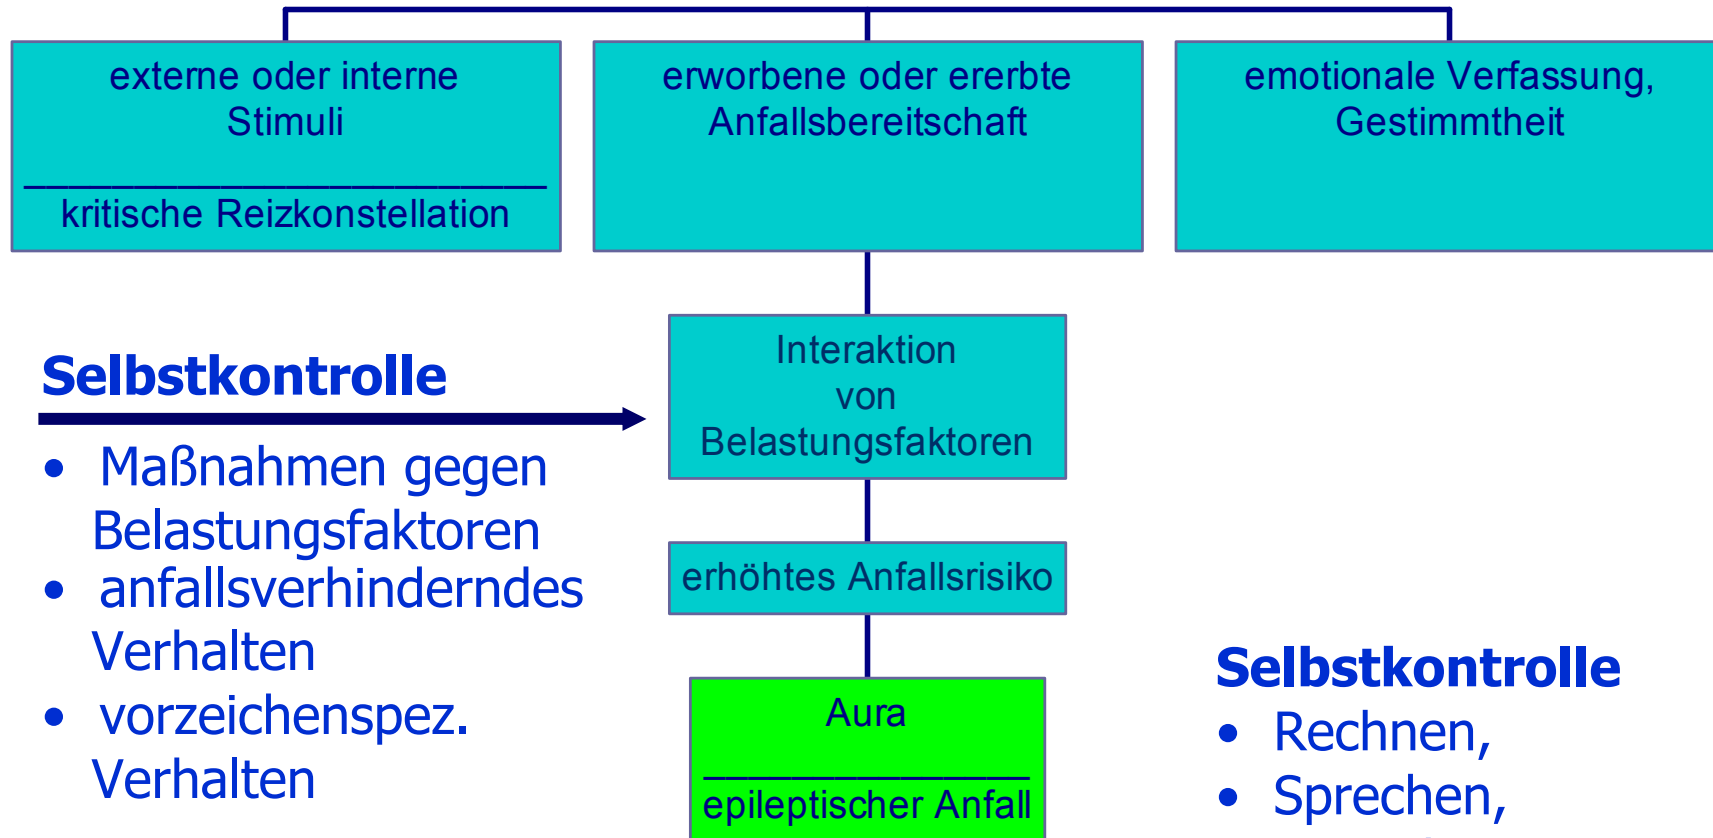 externe oder interne
Stimuli
kritische Reizkonstellation
erworbene oder ererbte
Anfallsbereitschaft
emotionale Verfassung,
Gestimmtheit
Interaktion
von
Belastungsfaktoren
Selbstkontrolle
• Maßnahmen gegen
Belastungsfaktoren
• anfallsverhinderndes
Verhalten
• vorzeichenspez.
Verhalten
erhöhtes Anfallsrisiko
Aura
epileptischer Anfall
Selbstkontrolle
• Rechnen,
• Sprechen,